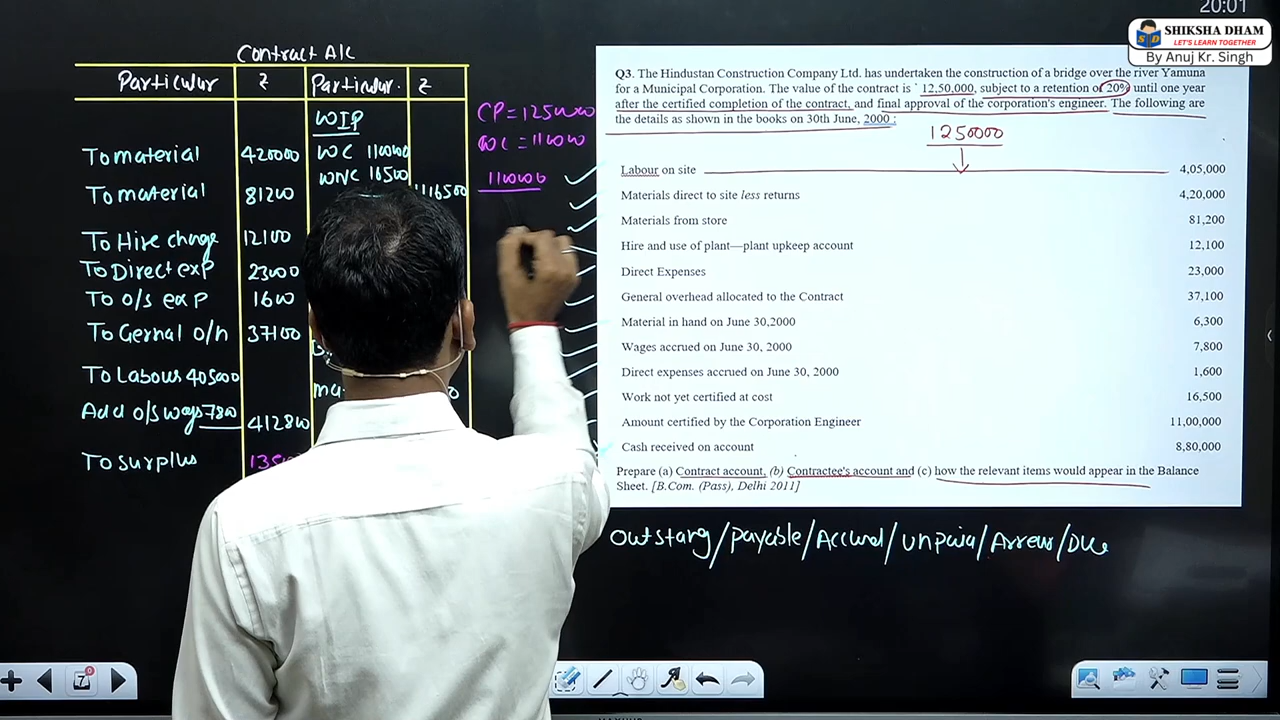 20:01
SHIKSHA DHAM
LET'S LEARN TOGETHER
By Anuj Kr. Singh
Contract A/c
Particular ₹ Particular. ₹
WIP
To material 420000 WC 110000
WNC 16500
To material 81200 1116500
To Hire charge 12100
To Direct exp 23000
To o/s exp 1600
To Gernal o/h 37100
To Labour 405000
Add o/s wages 7800 412800
To surplus
CP = 1250000
WC = 110000
1100000
Q3. The Hindustan Construction Company Ltd. has undertaken the construction of a bridge over the river Yamuna
for a Municipal Corporation. The value of the contract is ` 12,50,000, subject to a retention of 20% until one year
after the certified completion of the contract, and final approval of the corporation's engineer. The following are
the details as shown in the books on 30th June, 2000 :
1250000
Labour on site 4,05,000
Materials direct to site less returns 4,20,000
Materials from store 81,200
Hire and use of plant—plant upkeep account 12,100
Direct Expenses 23,000
General overhead allocated to the Contract 37,100
Material in hand on June 30,2000 6,300
Wages accrued on June 30, 2000 7,800
Direct expenses accrued on June 30, 2000 1,600
Work not yet certified at cost 16,500
Amount certified by the Corporation Engineer 11,00,000
Cash received on account 8,80,000
Prepare (a) Contract account, (b) Contractee's account and (c) how the relevant items would appear in the Balance
Sheet. [B.Com. (Pass), Delhi 2011]
Outstang/payable/Accured/unpaid/Arrear/Due
7